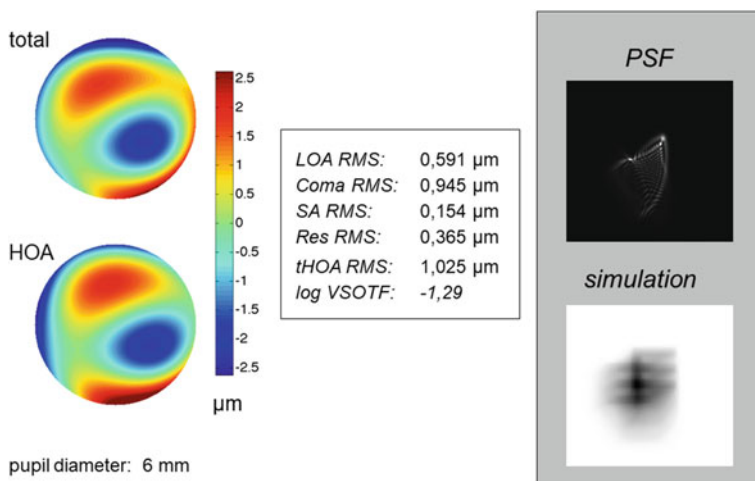 total
HOA
2.5
2
1.5
1
0.5
0
-0.5
-1
-1.5
-2
-2.5
µm
pupil diameter: 6 mm
LOA RMS: 0,591 µm
Coma RMS: 0,945 µm
SA RMS: 0,154 µm
Res RMS: 0,365 µm
tHOA RMS: 1,025 µm
log VSOTF: -1,29
PSF
simulation